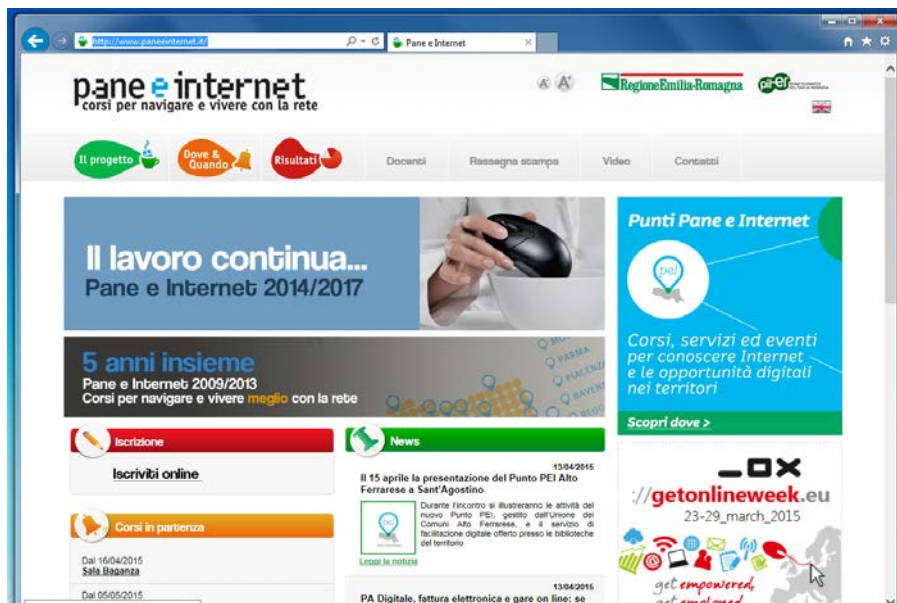 http://www.paneeinternet.it/
Pane e Internet
pane e internet
corsi per navigare e vivere con la rete
A- A+
RegioneEmilia-Romagna
Il progetto
Dove &
Quando
Risultati
Docenti
Rassegna stampa
Video
Contatti
Il lavoro continua...
Pane e Internet 2014/2017
5 anni insieme
Pane e Internet 2009/2013
Corsi per navigare e vivere meglio con la rete
PARMA
PIACENZA
Iscrizione
Iscriviti online
Corsi in partenza
Dal 16/04/2015
Sala Baganza
Dal 05/05/2015
News
13/04/2015
Il 15 aprile la presentazione del Punto PEI Alto
Ferrarese a Sant'Agostino
Durante l'incontro si illustreranno le attività del
nuovo Punto PEI, gestito dall'Unione dei
Comuni Alto Ferrarese, e il servizio di
facilitazione digitale offerto presso le biblioteche
del territorio
Leggi la notizia
13/04/2015
PA Digitale, fattura elettronica e gare on line: se
Punti Pane e Internet
pei
Corsi, servizi ed eventi
per conoscere Internet
e le opportunità digitali
nei territori
Scopri dove >
://getonlineweek.eu
23-29_march_2015
get empowered,
get employed